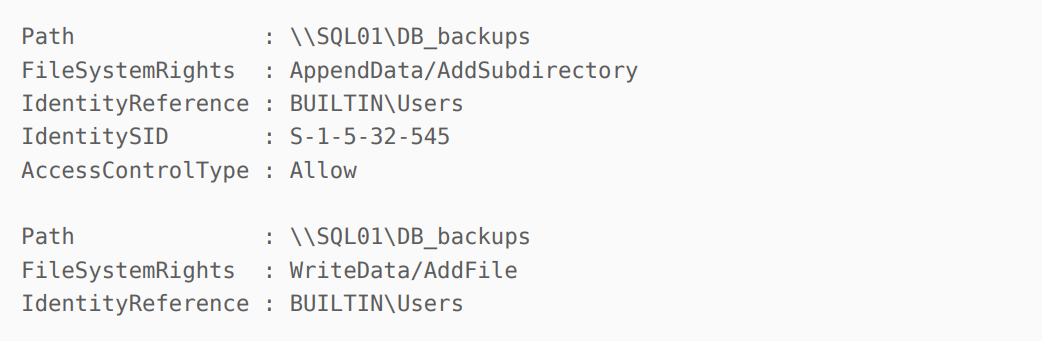 Path             : \\SQL01\DB_backups
FileSystemRights  : AppendData/AddSubdirectory
IdentityReference : BUILTIN\Users
IdentitySID       : S-1-5-32-545
AccessControlType : Allow
Path             : \\SQL01\DB_backups
FileSystemRights  : WriteData/AddFile
IdentityReference : BUILTIN\Users